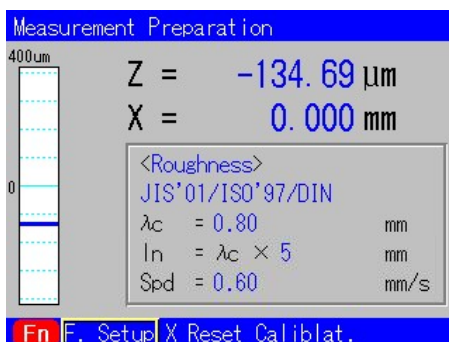 Measurement Preparation
400um
Z = -134.69 µm
X = 0.000 mm
0
<Roughness>
JIS'01/ISO'97/DIN
λc = 0.80 mm
ln = λc × 5 mm
Spd = 0.60 mm/s
Fn F. Setup X Reset Caliblat.